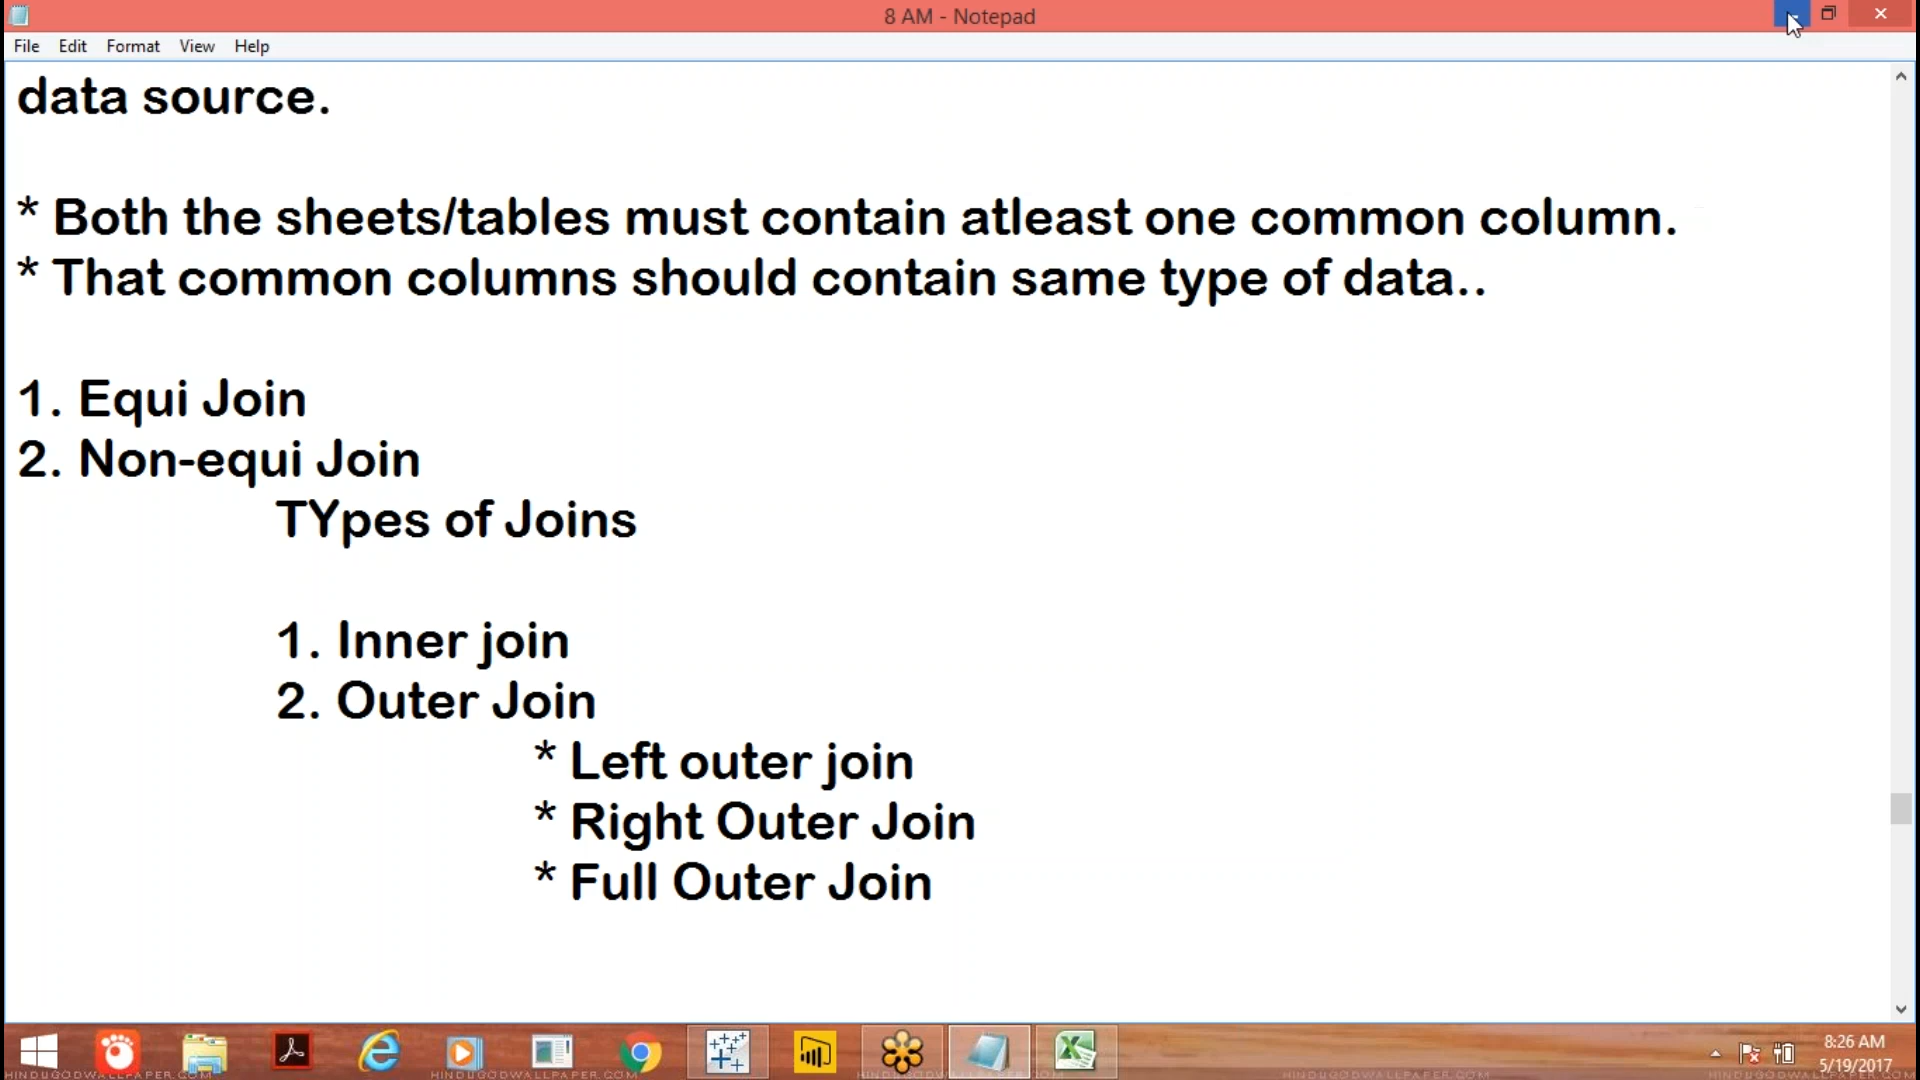 8 AM - Notepad
File Edit Format View Help
data source.
* Both the sheets/tables must contain atleast one common column.
* That common columns should contain same type of data..
1. Equi Join
2. Non-equi Join
TYpes of Joins
1. Inner join
2. Outer Join
* Left outer join
* Right Outer Join
* Full Outer Join
8:26 AM
5/19/2017
HINDUGODWALLPAPER.COM